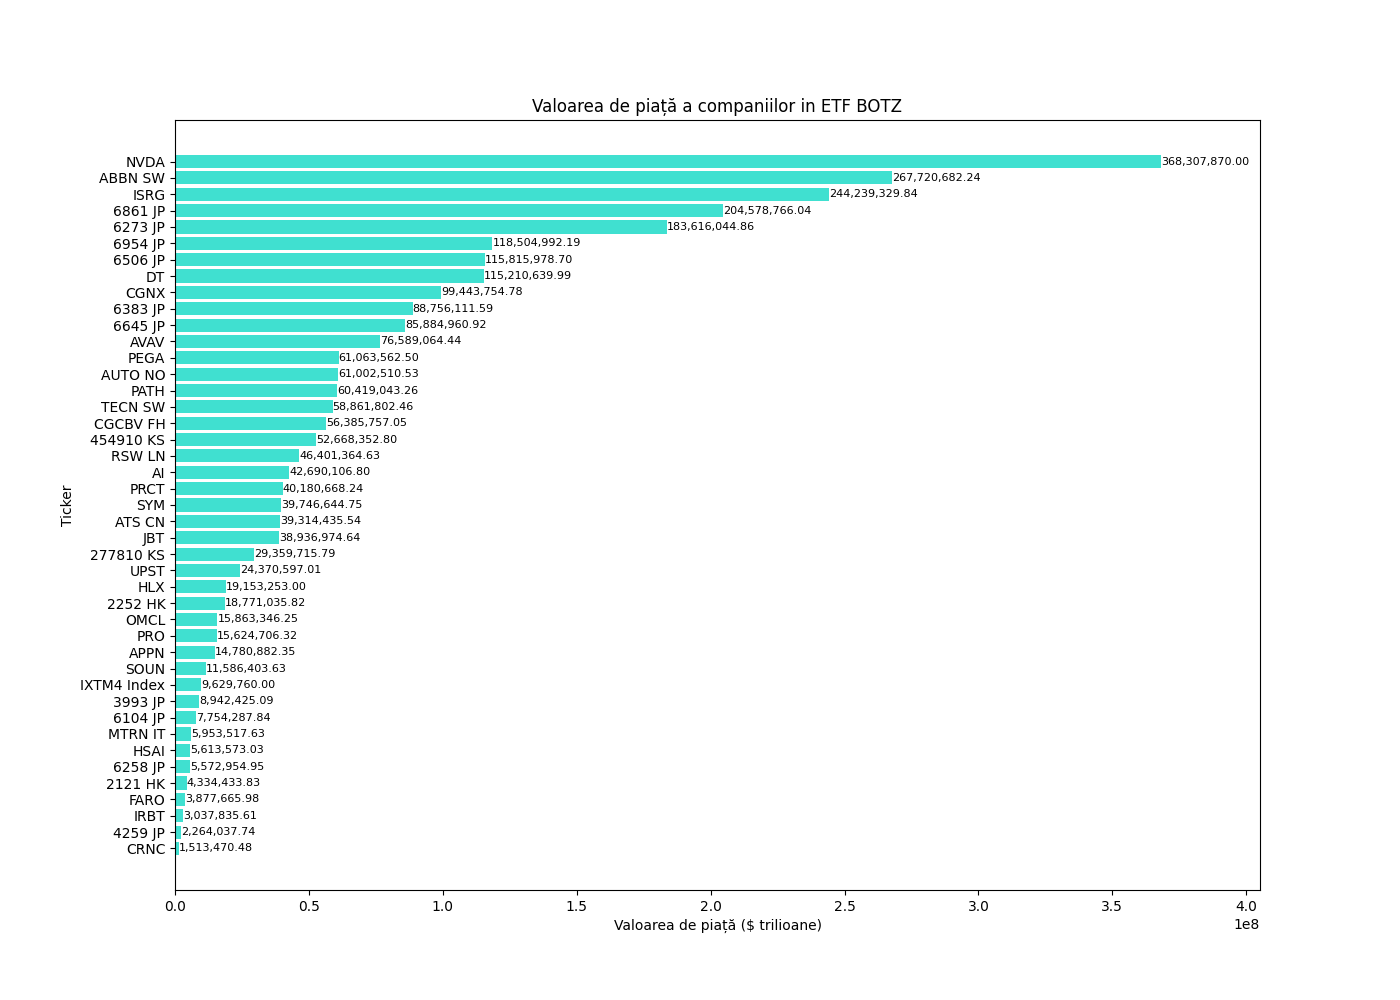 Valoarea de piață a companiilor in ETF BOTZ
NVDA 368,307,870.00
ABBN SW 267,720,682.24
ISRG 244,239,329.84
6861 JP 204,578,766.04
6273 JP 183,616,044.86
6954 JP 118,504,992.19
6506 JP 115,815,978.70
DT 115,210,639.99
CGNX 99,443,754.78
6383 JP 88,756,111.59
6645 JP 85,884,960.92
AVAV 76,589,064.44
PEGA 61,063,562.50
AUTO NO 61,002,510.53
PATH 60,419,043.26
TECN SW 58,861,802.46
CGCBV FH 56,385,757.05
454910 KS 52,668,352.80
RSW LN 46,401,364.63
AI 42,690,106.80
PRCT 40,180,668.24
SYM 39,746,644.75
ATS CN 39,314,435.54
JBT 38,936,974.64
277810 KS 29,359,715.79
UPST 24,370,597.01
HLX 19,153,253.00
2252 HK 18,771,035.82
OMCL 15,863,346.25
PRO 15,624,706.32
APPN 14,780,882.35
SOUN 11,586,403.63
IXTM4 Index 9,629,760.00
3993 JP 8,942,425.09
6104 JP 7,754,287.84
MTRN IT 5,953,517.63
HSAI 5,613,573.03
6258 JP 5,572,954.95
2121 HK 4,334,433.83
FARO 3,877,665.98
IRBT 3,037,835.61
4259 JP 2,264,037.74
CRNC 1,513,470.48
Ticker
0.0 0.5 1.0 1.5 2.0 2.5 3.0 3.5 4.0
1e8
Valoarea de piață ($ trilioane)